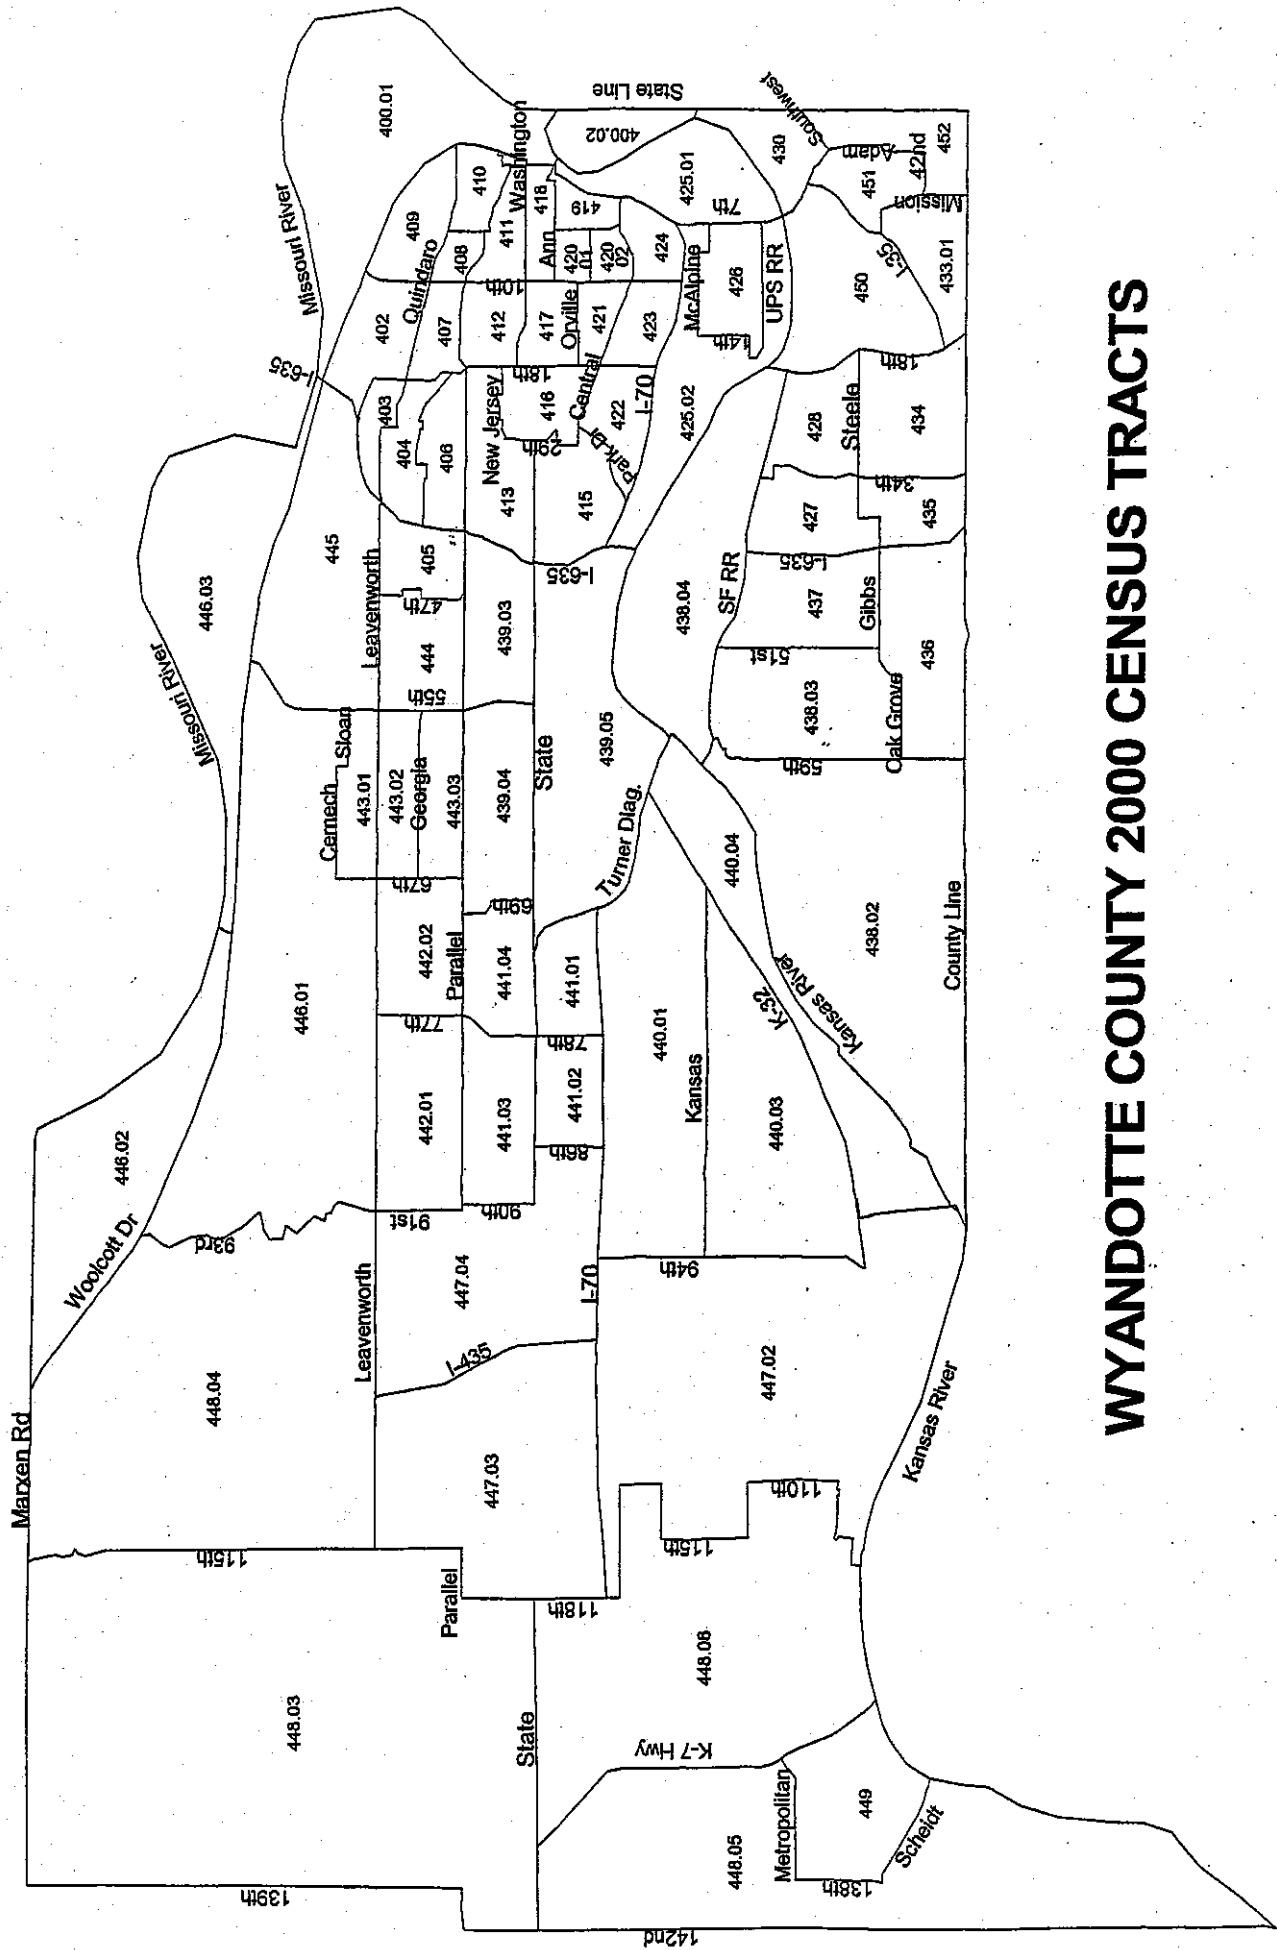 Marxen Rd
Missouri River
Missouri River
Woolcott Dr
State Line
446.02
446.03
400.01
93rd
448.04
446.01
445
I-635
448.03
139th
115th
Leavenworth
Leavenworth
91st
77th
67th
Cernech
Sloan
443.01
443.02
Georgia
443.03
55th
444
47th
405
404
403
402
Quindaro
409
410
408
407
406
442.01
442.02
Parallel
Parallel
I-435
447.04
447.03
90th
441.03
441.04
69th
439.04
439.03
413
New Jersey
412
411
Washington
18th
10th
418
Ann
417
416
29th
Orville
420
01
420
02
419
400.02
State
State
118th
86th
441.02
78th
441.01
439.05
I-635
415
Park-Dr
Central
421
422
423
424
I-70
I-70
Turner Diag.
142nd
K-7 Hwy
448.06
115th
110th
447.02
94th
Kansas
440.01
440.03
K-32
440.04
Kansas River
438.04
425.02
425.01
McAlpine
7th
426
14th
UPS RR
430
Southwest
SF RR
448.05
Metropolitan
449
138th
Scheidt
Kansas River
438.02
438.03
59th
51st
437
I-635
427
428
Steele
34th
450
I-35
451
Adam
42nd
452
Mission
433.01
18th
434
435
Gibbs
436
Oak Grove
County Line
WYANDOTTE COUNTY 2000 CENSUS TRACTS